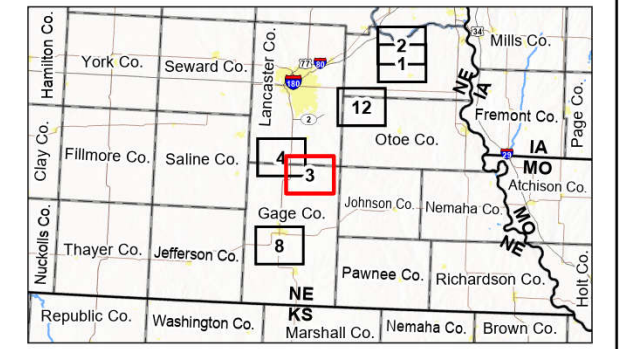 Hamilton Co.
York Co.
Seward Co.
Lancaster Co.
77
80
180
2
2
1
34
Mills Co.
NE
IA
Page Co.
Fremont Co.
12
Otoe Co.
Clay Co.
Fillmore Co.
Saline Co.
4
3
29
IA
MO
Atchison Co.
Johnson Co.
Nemaha Co.
MO
NE
Nuckolls Co.
Thayer Co.
Jefferson Co.
Gage Co.
8
Pawnee Co.
Richardson Co.
Holt Co.
NE
KS
Republic Co.
Washington Co.
Marshall Co.
Nemaha Co.
Brown Co.